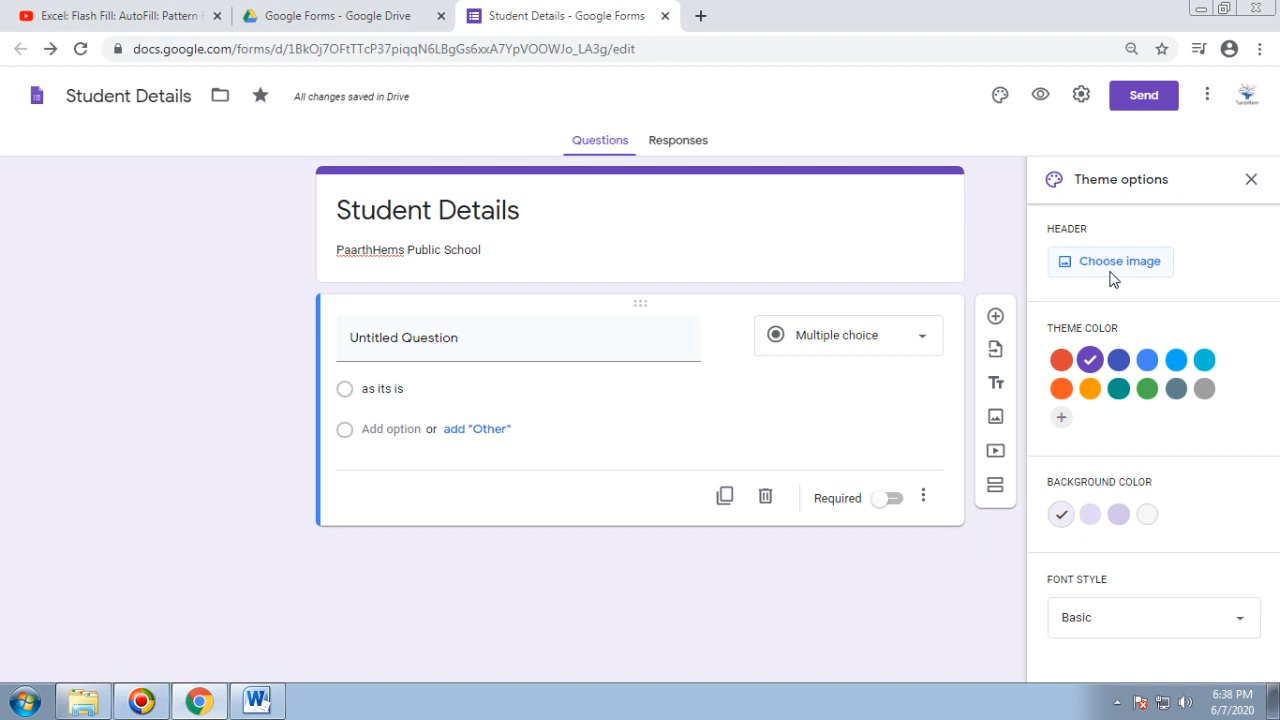 Excel: Flash Fill: AutoFill: Pattern F
Google Forms - Google Drive
Student Details - Google Forms
docs.google.com/forms/d/1BkOj7OFtTTcP37piqqN6LBgGs6xxA7YpVOOWJo_LA3g/edit
Student Details
All changes saved in Drive
Send
Questions
Responses
Student Details
PaarthHems Public School
Untitled Question
Multiple choice
as its is
Add option or add "Other"
Required
Theme options
HEADER
Choose image
THEME COLOR
BACKGROUND COLOR
FONT STYLE
Basic
6:38 PM
6/7/2020